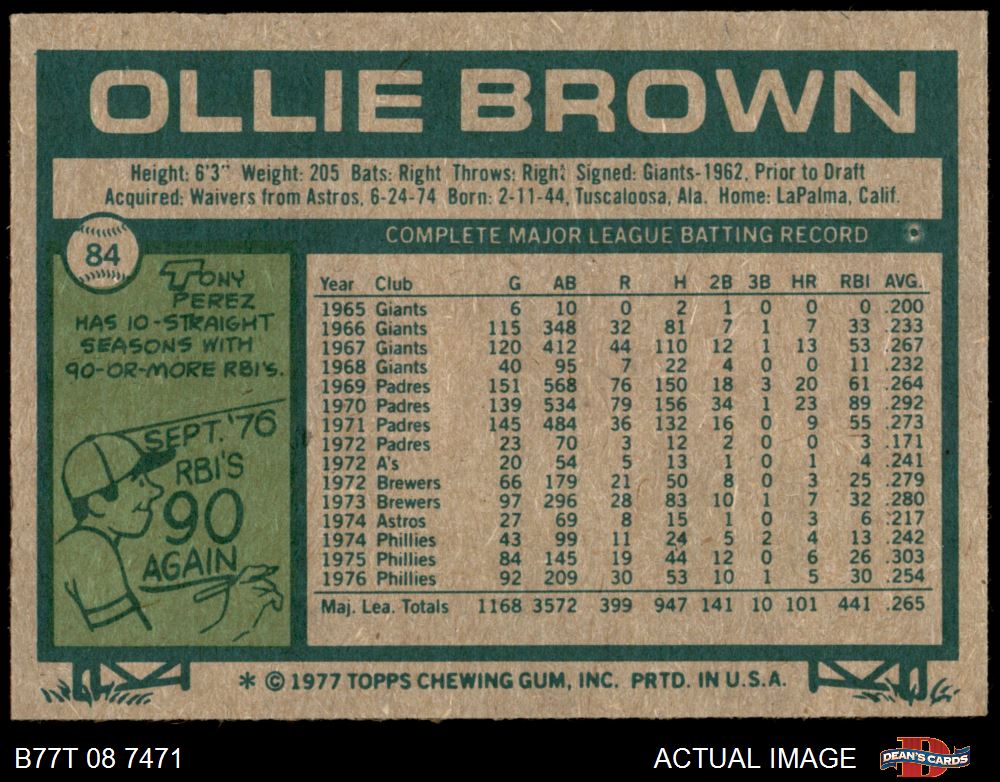 OLLIE BROWN
Height: 6'3" Weight: 205 Bats: Right Throws: Right Signed: Giants-1962, Prior to Draft
Acquired: Waivers from Astros, 6-24-74 Born: 2-11-44, Tuscaloosa, Ala. Home: LaPalma, Calif.
84
TONY
PEREZ
HAS 10-STRAIGHT
SEASONS WITH
90-OR-MORE RBI'S.
SEPT. '76
RBI'S
90
AGAIN
COMPLETE MAJOR LEAGUE BATTING RECORD
Year Club G AB R H 2B 3B HR RBI AVG.
1965 Giants 6 10 0 2 1 0 0 0 .200
1966 Giants 115 348 32 81 7 1 7 33 .233
1967 Giants 120 412 44 110 12 1 13 53 .267
1968 Giants 40 95 7 22 4 0 0 11 .232
1969 Padres 151 568 76 150 18 3 20 61 .264
1970 Padres 139 534 79 156 34 1 23 89 .292
1971 Padres 145 484 36 132 16 0 9 55 .273
1972 Padres 23 70 3 12 2 0 0 3 .171
1972 A's 20 54 5 13 1 0 1 4 .241
1972 Brewers 66 179 21 50 8 0 3 25 .279
1973 Brewers 97 296 28 83 10 1 7 32 .280
1974 Astros 27 69 8 15 1 0 3 6 .217
1974 Phillies 43 99 11 24 5 2 4 13 .242
1975 Phillies 84 145 19 44 12 0 6 26 .303
1976 Phillies 92 209 30 53 10 1 5 30 .254
Maj. Lea. Totals 1168 3572 399 947 141 10 101 441 .265
* © 1977 TOPPS CHEWING GUM, INC. PRTD. IN U.S.A.
B77T 08 7471
ACTUAL IMAGE
DEAN'S CARDS